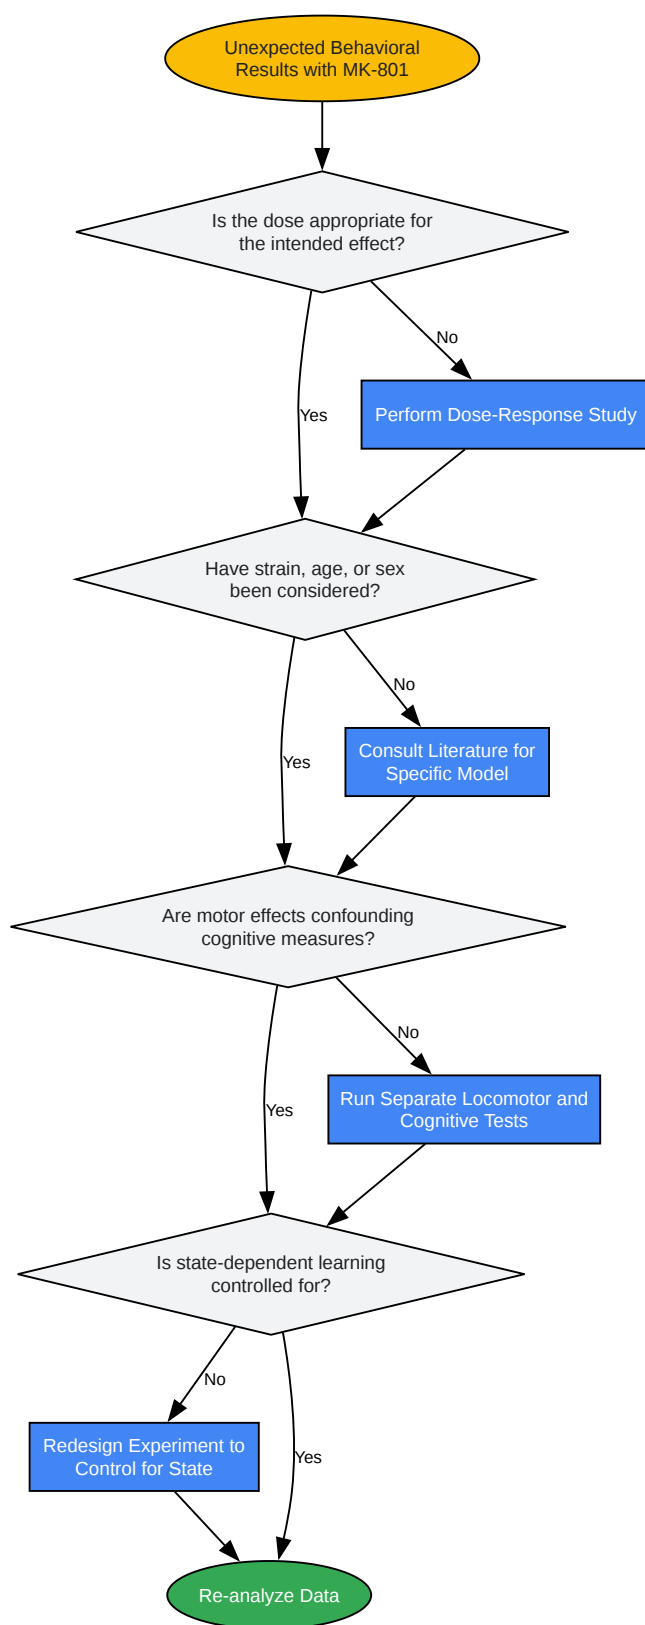 Unexpected Behavioral
Results with MK-801
Is the dose appropriate for
the intended effect?
No
Yes
Perform Dose-Response Study
Have strain, age, or sex
been considered?
No
Yes
Consult Literature for
Specific Model
Are motor effects confounding
cognitive measures?
No
Yes
Run Separate Locomotor and
Cognitive Tests
Is state-dependent learning
controlled for?
No
Redesign Experiment to
Control for State
Yes
Re-analyze Data